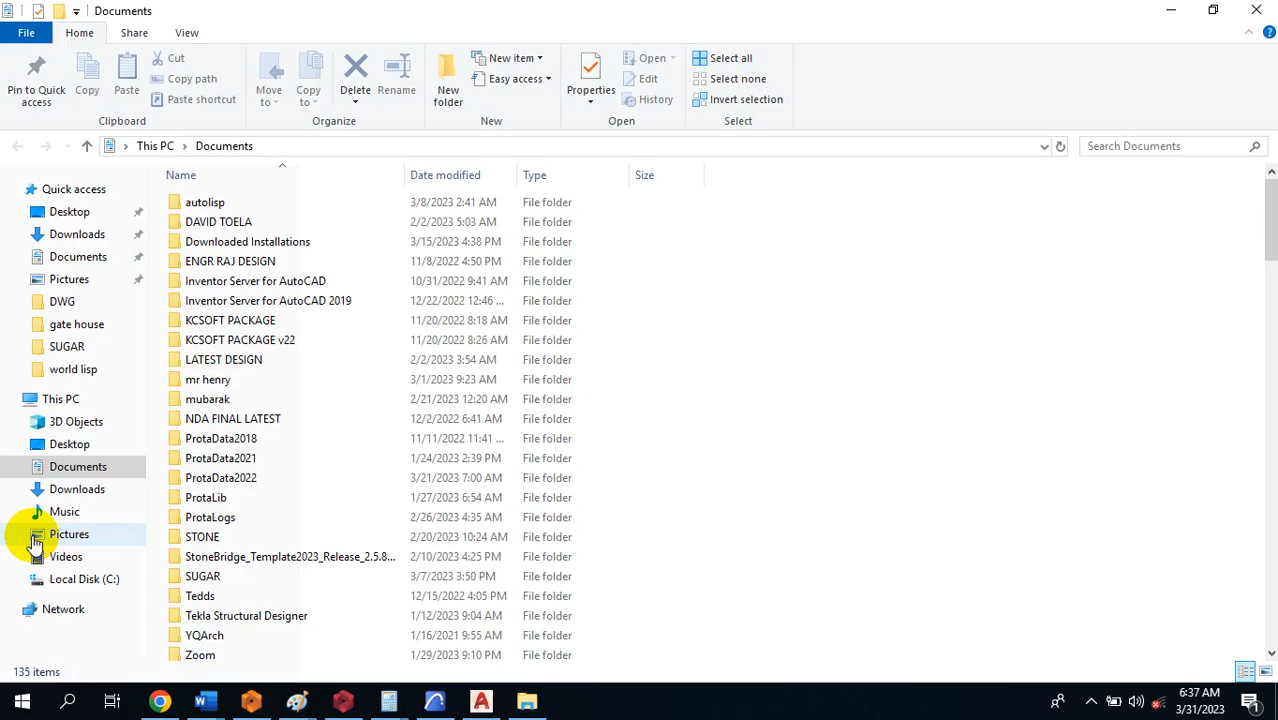 Documents
File Home Share View
Pin to Quick access
Copy
Paste
Cut
Copy path
Paste shortcut
Clipboard
Move to
Copy to
Delete
Rename
Organize
New folder
New item
Easy access
New
Properties
Open
Edit
History
Open
Select all
Select none
Invert selection
Select
This PC > Documents
Search Documents
Quick access
Desktop
Downloads
Documents
Pictures
DWG
gate house
SUGAR
world lisp
This PC
3D Objects
Desktop
Documents
Downloads
Music
Pictures
Videos
Local Disk (C:)
Network
Name Date modified Type Size
autolisp 3/8/2023 2:41 AM File folder
DAVID TOELA 2/2/2023 5:03 AM File folder
Downloaded Installations 3/15/2023 4:38 PM File folder
ENGR RAJ DESIGN 11/8/2022 4:50 PM File folder
Inventor Server for AutoCAD 10/31/2022 9:41 AM File folder
Inventor Server for AutoCAD 2019 12/22/2022 12:46 ... File folder
KCSOFT PACKAGE 11/20/2022 8:18 AM File folder
KCSOFT PACKAGE v22 11/20/2022 8:26 AM File folder
LATEST DESIGN 2/2/2023 3:54 AM File folder
mr henry 3/1/2023 9:23 AM File folder
mubarak 2/21/2023 12:20 AM File folder
NDA FINAL LATEST 12/2/2022 6:41 AM File folder
ProtaData2018 11/11/2022 11:41 ... File folder
ProtaData2021 1/24/2023 2:39 PM File folder
ProtaData2022 3/21/2023 7:00 AM File folder
ProtaLib 1/27/2023 6:54 AM File folder
ProtaLogs 2/26/2023 4:35 AM File folder
STONE 2/20/2023 10:24 AM File folder
StoneBridge_Template2023_Release_2.5.8... 2/10/2023 4:25 PM File folder
SUGAR 3/7/2023 3:50 PM File folder
Tedds 12/15/2022 4:05 PM File folder
Tekla Structural Designer 1/12/2023 9:04 AM File folder
YQArch 1/16/2021 9:55 AM File folder
Zoom 1/29/2023 9:10 PM File folder
135 items
6:37 AM
3/31/2023